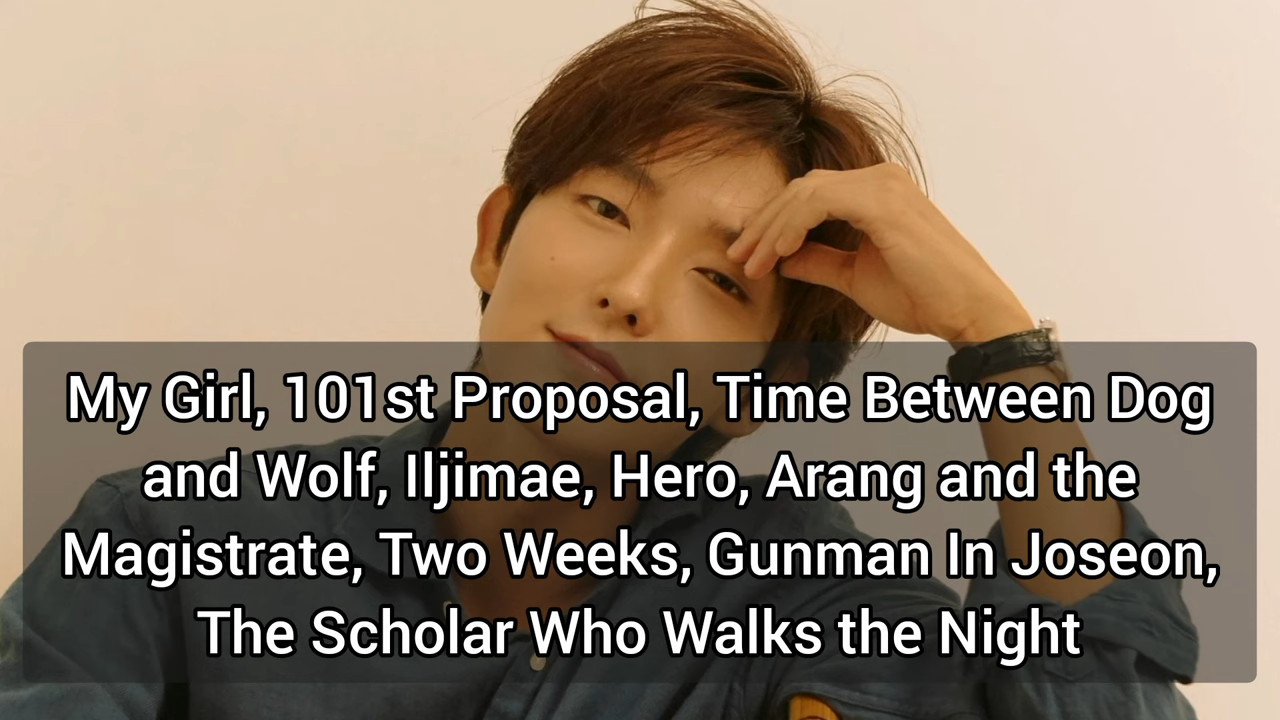 My Girl, 101st Proposal, Time Between Dog
and Wolf, Iljimae, Hero, Arang and the
Magistrate, Two Weeks, Gunman In Joseon,
The Scholar Who Walks the Night